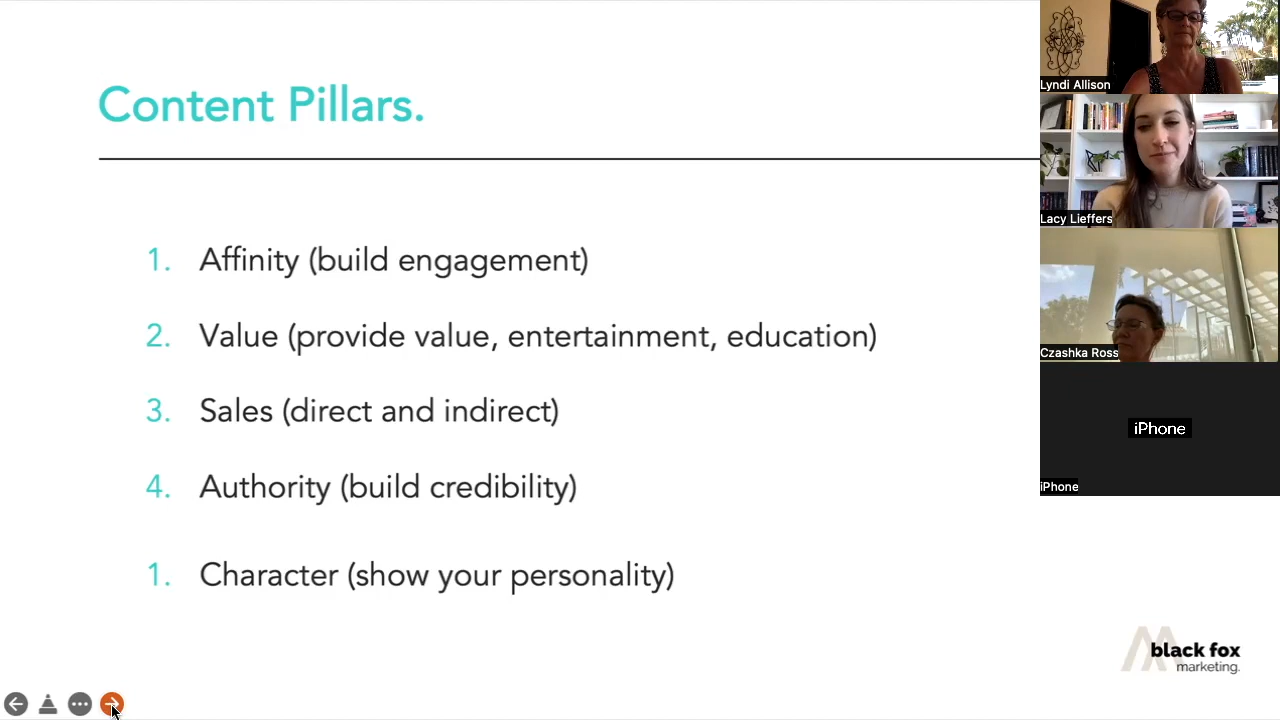 Content Pillars.
1. Affinity (build engagement)
2. Value (provide value, entertainment, education)
3. Sales (direct and indirect)
4. Authority (build credibility)
1. Character (show your personality)
Lyndi Allison
Lacy Lieffers
Czashka Ross
iPhone
iPhone
black fox
marketing.